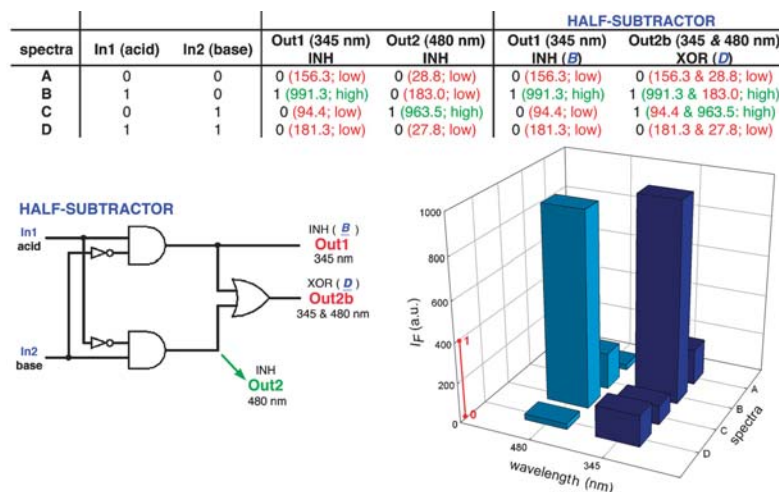 HALF-SUBTRACTOR
spectra In1 (acid) In2 (base) Out1 (345 nm) INH Out2 (480 nm) INH Out1 (345 nm) INH (B) Out2b (345 & 480 nm) XOR (D)
A 0 0 0 (156.3; low) 0 (28.8; low) 0 (156.3; low) 0 (156.3 & 28.8; low)
B 1 0 1 (991.3; high) 0 (183.0; low) 1 (991.3; high) 1 (991.3 & 183.0; high)
C 0 1 0 (94.4; low) 1 (963.5; high) 0 (94.4; low) 1 (94.4 & 963.5: high)
D 1 1 0 (181.3; low) 0 (27.8; low) 0 (181.3; low) 0 (181.3 & 27.8; low)
HALF-SUBTRACTOR
In1
acid
INH ( B )
Out1
345 nm
XOR ( D )
Out2b
345 & 480 nm
In2
base
INH
Out2
480 nm
1000
800
600
400
200
0
IF (a.u.)
1
0
480
345
wavelength (nm)
A
B
C
D
spectra